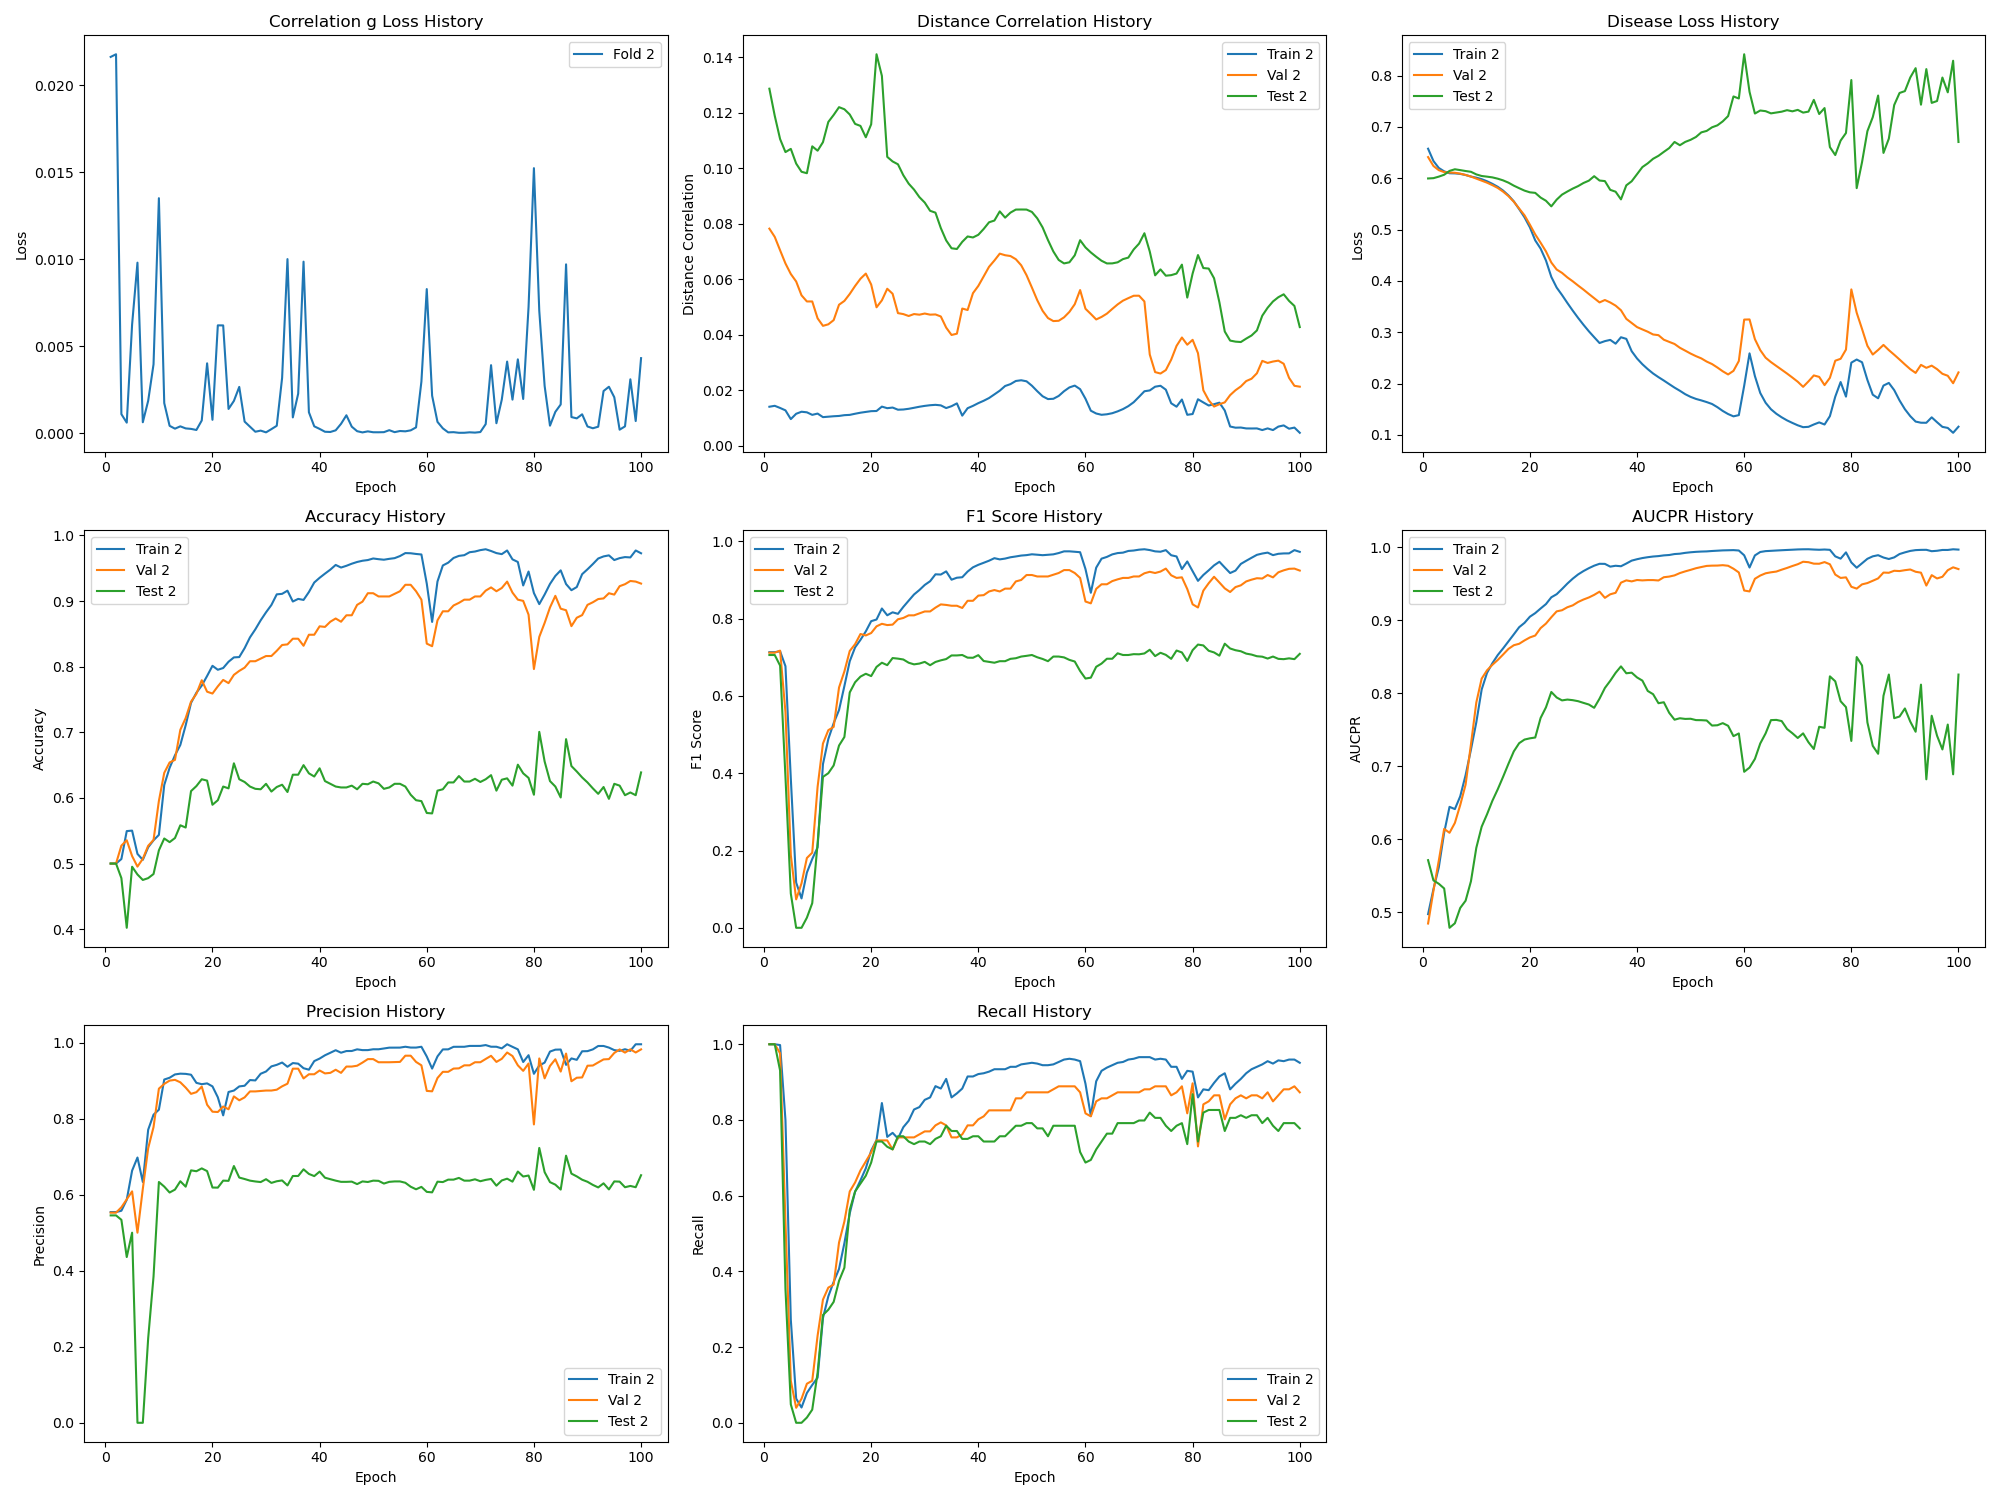 Correlation g Loss History
Loss
0.020
0.015
0.010
0.005
0.000
Fold 2
0 20 40 60 80 100
Epoch
Distance Correlation History
Distance Correlation
0.14
0.12
0.10
0.08
0.06
0.04
0.02
0.00
Train 2
Val 2
Test 2
0 20 40 60 80 100
Epoch
Disease Loss History
Loss
0.8
0.7
0.6
0.5
0.4
0.3
0.2
0.1
Train 2
Val 2
Test 2
0 20 40 60 80 100
Epoch
Accuracy History
Accuracy
1.0
0.9
0.8
0.7
0.6
0.5
0.4
Train 2
Val 2
Test 2
0 20 40 60 80 100
Epoch
F1 Score History
F1 Score
1.0
0.8
0.6
0.4
0.2
0.0
Train 2
Val 2
Test 2
0 20 40 60 80 100
Epoch
AUCPR History
AUCPR
1.0
0.9
0.8
0.7
0.6
0.5
Train 2
Val 2
Test 2
0 20 40 60 80 100
Epoch
Precision History
Precision
1.0
0.8
0.6
0.4
0.2
0.0
Train 2
Val 2
Test 2
0 20 40 60 80 100
Epoch
Recall History
Recall
1.0
0.8
0.6
0.4
0.2
0.0
Train 2
Val 2
Test 2
0 20 40 60 80 100
Epoch